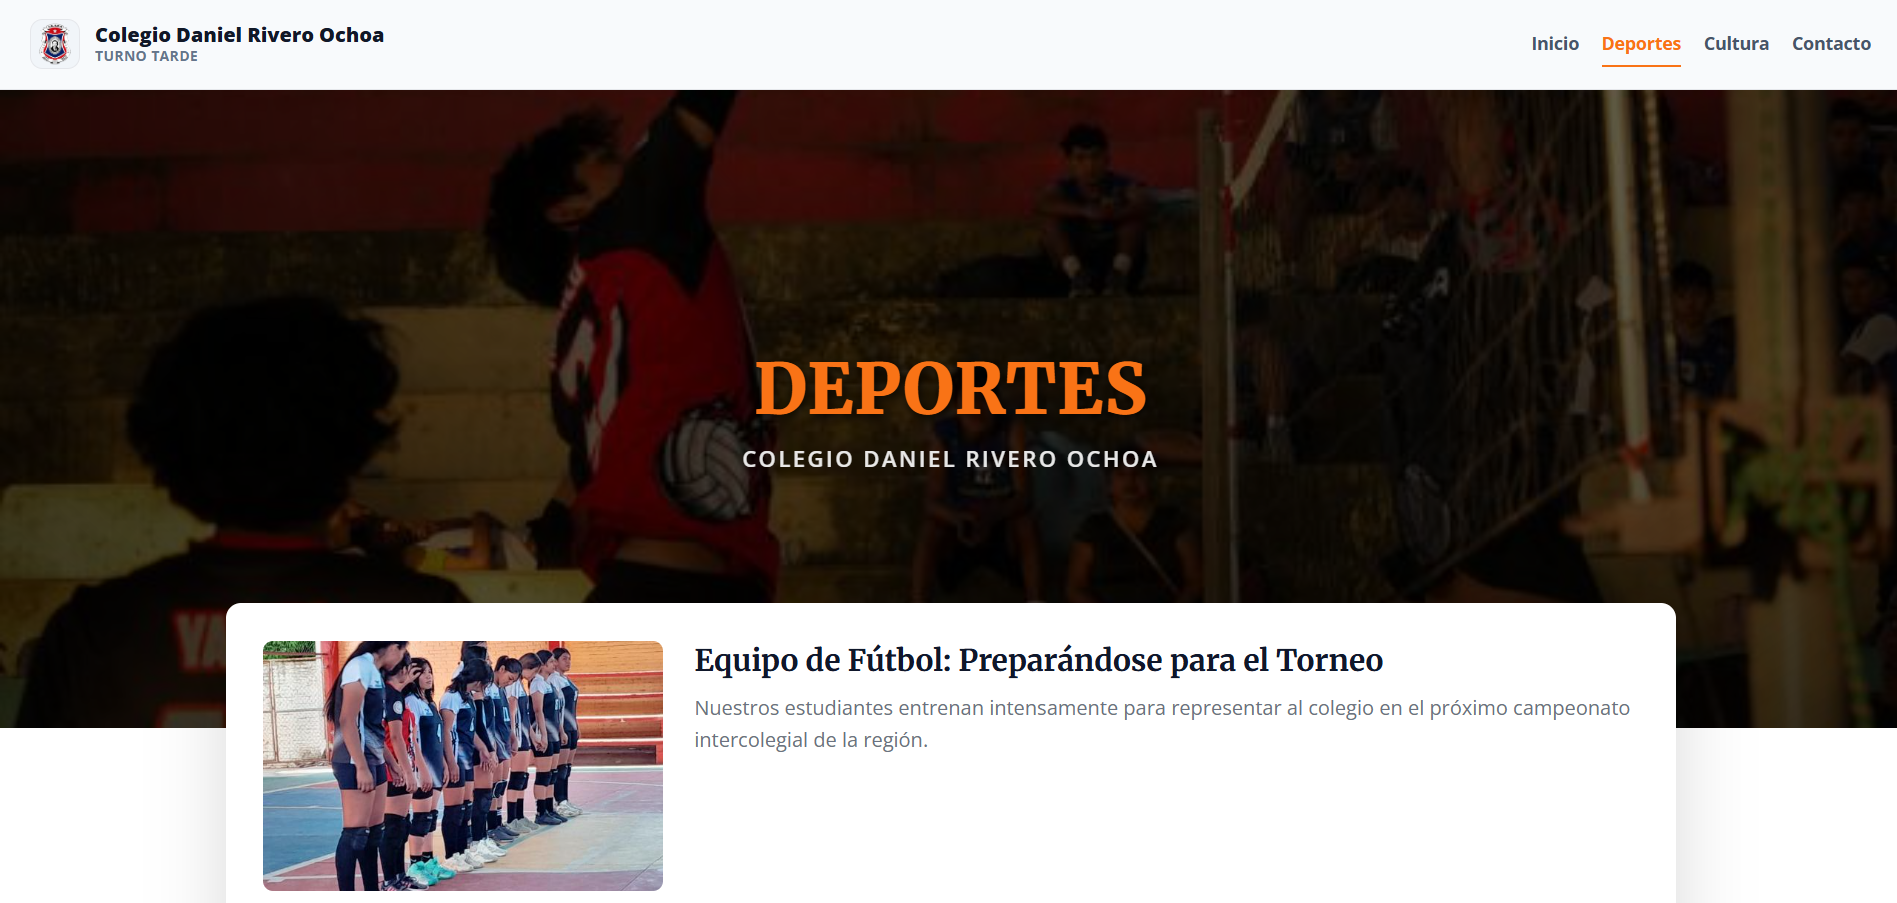 Colegio Daniel Rivero Ochoa
TURNO TARDE
Inicio
Deportes
Cultura
Contacto
DEPORTES
COLEGIO DANIEL RIVERO OCHOA
YA
Equipo de Fútbol: Preparándose para el Torneo
Nuestros estudiantes entrenan intensamente para representar al colegio en el próximo campeonato
intercolegial de la región.